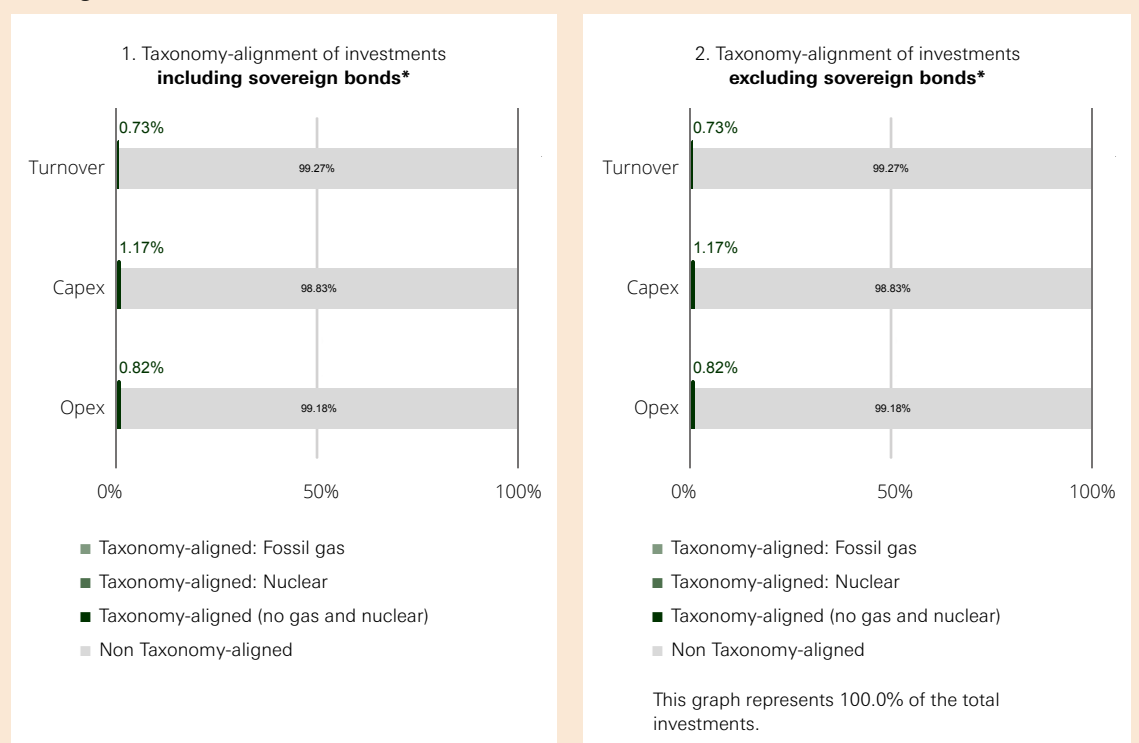 1. Taxonomy-alignment of investments
including sovereign bonds*
0.73%
Turnover
99.27%
1.17%
Capex
98.83%
0.82%
Opex
99.18%
0%
50%
100%
Taxonomy-aligned: Fossil gas
Taxonomy-aligned: Nuclear
Taxonomy-aligned (no gas and nuclear)
Non Taxonomy-aligned
2. Taxonomy-alignment of investments
excluding sovereign bonds*
0.73%
Turnover
99.27%
1.17%
Capex
98.83%
0.82%
Opex
99.18%
0%
50%
100%
Taxonomy-aligned: Fossil gas
Taxonomy-aligned: Nuclear
Taxonomy-aligned (no gas and nuclear)
Non Taxonomy-aligned
This graph represents 100.0% of the total
investments.